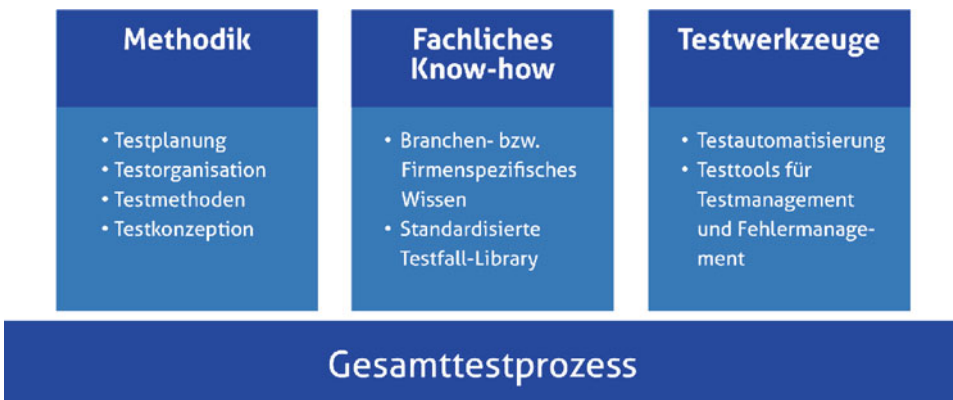 Methodik
• Testplanung
• Testorganisation
• Testmethoden
• Testkonzeption
Fachliches
Know-how
• Branchen- bzw.
Firmenspezifisches
Wissen
• Standardisierte
Testfall-Library
Testwerkzeuge
• Testautomatisierung
• Testtools für
Testmanagement
und Fehlermanage-
ment
Gesamttestprozess